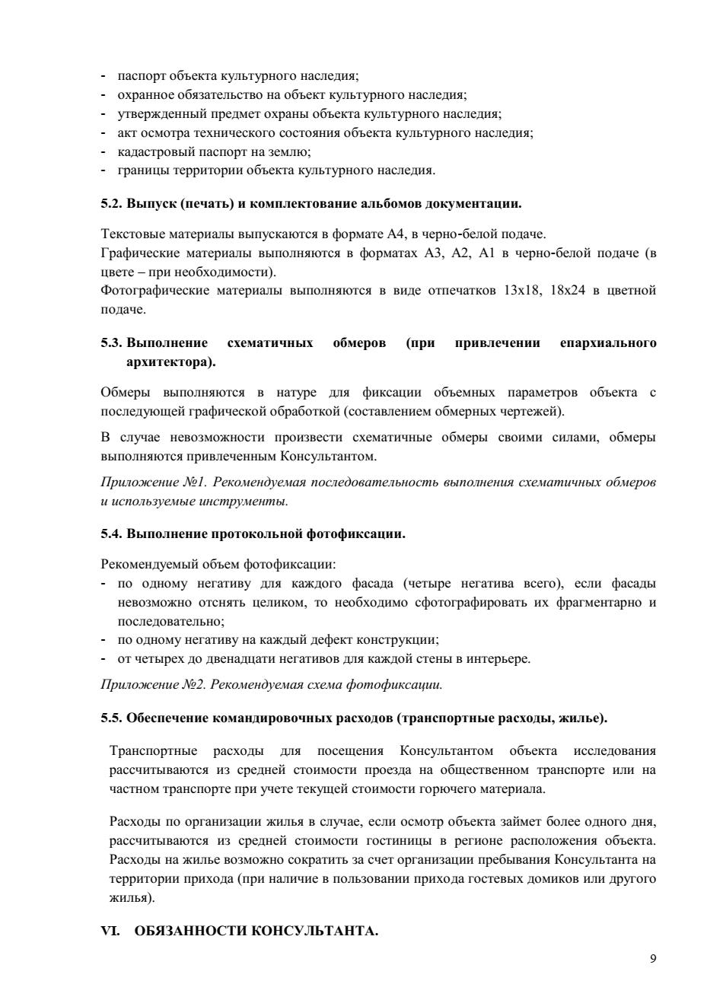 - паспорт объекта культурного наследия;
- охранное обязательство на объект культурного наследия;
- утвержденный предмет охраны объекта культурного наследия;
- акт осмотра технического состояния объекта культурного наследия;
- кадастровый паспорт на землю;
- границы территории объекта культурного наследия.
5.2. Выпуск (печать) и комплектование альбомов документации.
Текстовые материалы выпускаются в формате А4, в черно-белой подаче.
Графические материалы выполняются в форматах А3, А2, А1 в черно-белой подаче (в
цвете – при необходимости).
Фотографические материалы выполняются в виде отпечатков 13х18, 18х24 в цветной
подаче.
5.3. Выполнение схематичных обмеров (при привлечении епархиального
архитектора).
Обмеры выполняются в натуре для фиксации объемных параметров объекта с
последующей графической обработкой (составлением обмерных чертежей).
В случае невозможности произвести схематичные обмеры своими силами, обмеры
выполняются привлеченным Консультантом.
Приложение №1. Рекомендуемая последовательность выполнения схематичных обмеров
и используемые инструменты.
5.4. Выполнение протокольной фотофиксации.
Рекомендуемый объем фотофиксации:
- по одному негативу для каждого фасада (четыре негатива всего), если фасады
невозможно отснять целиком, то необходимо сфотографировать их фрагментарно и
последовательно;
- по одному негативу на каждый дефект конструкции;
- от четырех до двенадцати негативов для каждой стены в интерьере.
Приложение №2. Рекомендуемая схема фотофиксации.
5.5. Обеспечение командировочных расходов (транспортные расходы, жилье).
Транспортные расходы для посещения Консультантом объекта исследования
рассчитываются из средней стоимости проезда на общественном транспорте или на
частном транспорте при учете текущей стоимости горючего материала.
Расходы по организации жилья в случае, если осмотр объекта займет более одного дня,
рассчитываются из средней стоимости гостиницы в регионе расположения объекта.
Расходы на жилье возможно сократить за счет организации пребывания Консультанта на
территории прихода (при наличие в пользовании прихода гостевых домиков или другого
жилья).
VI. ОБЯЗАННОСТИ КОНСУЛЬТАНТА.
9